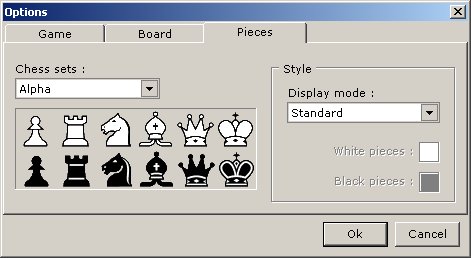 Options
Game
Board
Pieces
Chess sets :
Alpha
Style
Display mode :
Standard
White pieces :
Black pieces :
Ok
Cancel